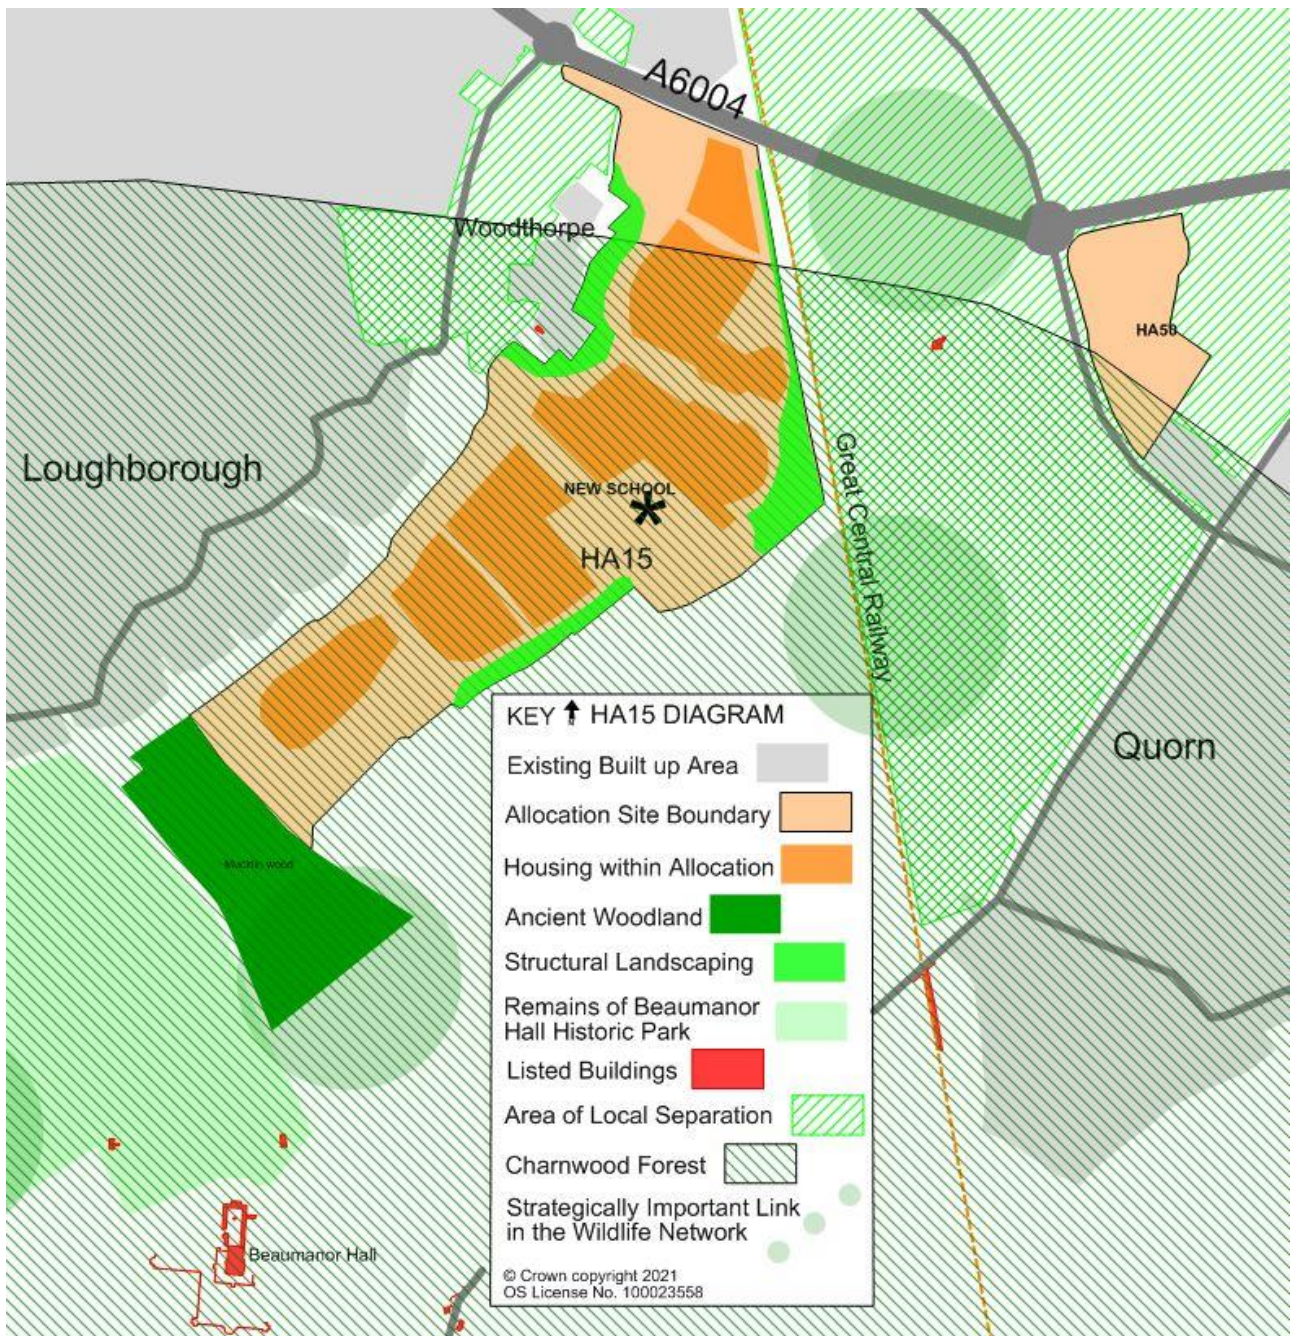 A6004
Woodthorpe
HA58
Loughborough
Great Central Railway
NEW SCHOOL
HA15
Quorn
Beaumanor Hall
KEY N HA15 DIAGRAM
Existing Built up Area
Allocation Site Boundary
Housing within Allocation
Ancient Woodland
Structural Landscaping
Remains of Beaumanor
Hall Historic Park
Listed Buildings
Area of Local Separation
Charnwood Forest
Strategically Important Link
in the Wildlife Network
© Crown copyright 2021
OS License No. 100023558